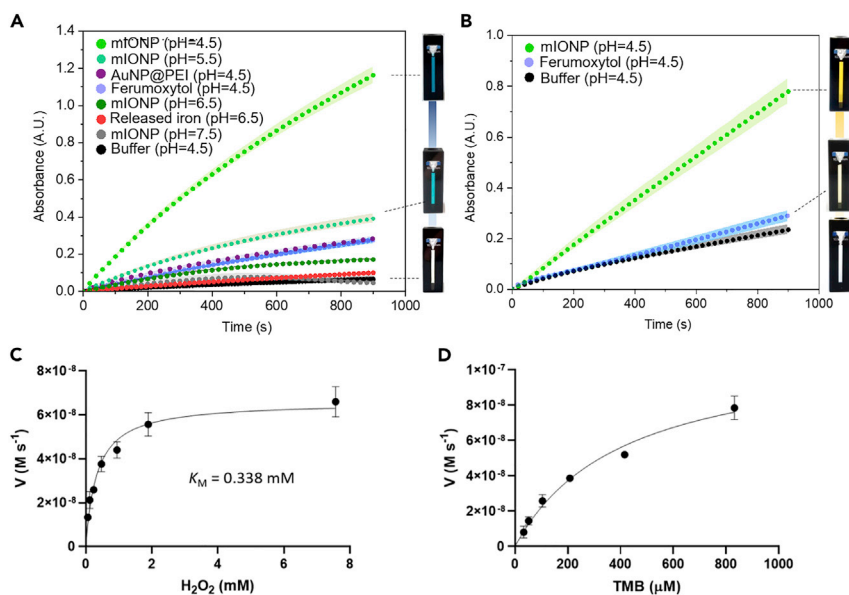 A
mIONP (pH=4.5)
mIONP (pH=5.5)
AuNP@PEI (pH=4.5)
Ferumoxytol (pH=4.5)
mIONP (pH=6.5)
Released iron (pH=6.5)
mIONP (pH=7.5)
Buffer (pH=4.5)
Absorbance (A.U.)
1.4
1.2
1.0
0.8
0.6
0.4
0.2
0.0
0 200 400 600 800 1000
Time (s)
B
mIONP (pH=4.5)
Ferumoxytol (pH=4.5)
Buffer (pH=4.5)
Absorbance (A.U.)
1.0
0.8
0.6
0.4
0.2
0.0
0 200 400 600 800 1000
Time (s)
C
V (M s⁻¹)
8×10⁻⁸
6×10⁻⁸
4×10⁻⁸
2×10⁻⁸
0
K_M = 0.338 mM
0 2 4 6 8
H₂O₂ (mM)
D
V (M s⁻¹)
1×10⁻⁷
8×10⁻⁸
6×10⁻⁸
4×10⁻⁸
2×10⁻⁸
0
0 200 400 600 800 1000
TMB (μM)